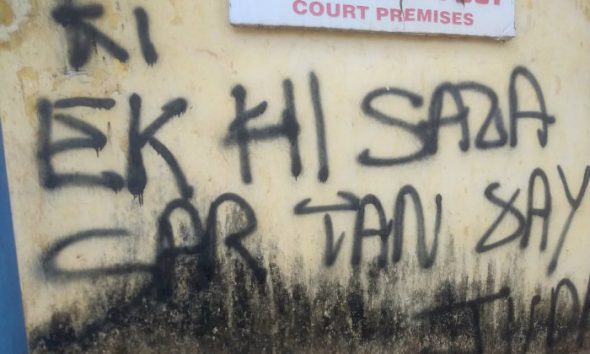 COURT PREMISES
KI
EK HI SAZA
SAR TAN SAY